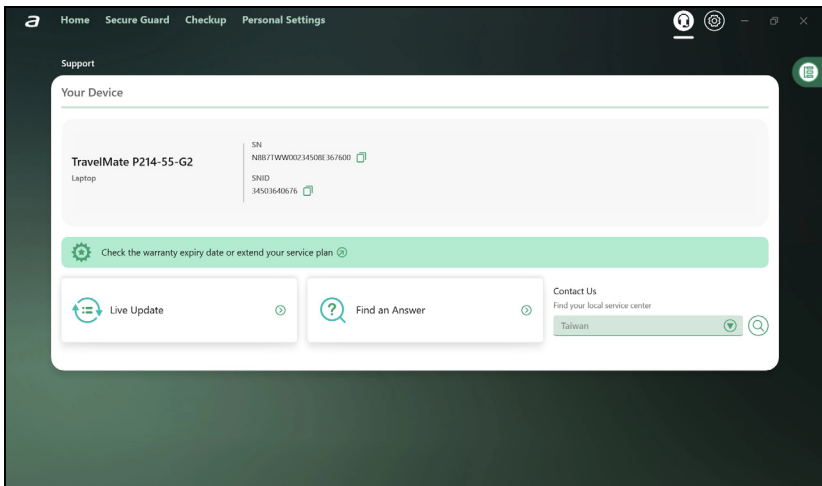 a
Home Secure Guard Checkup Personal Settings
Support
Your Device
TravelMate P214-55-G2
Laptop
SN
N8B7TWW00234508E367600
SNID
34503640676
Check the warranty expiry date or extend your service plan
Live Update
Find an Answer
Contact Us
Find your local service center
Taiwan